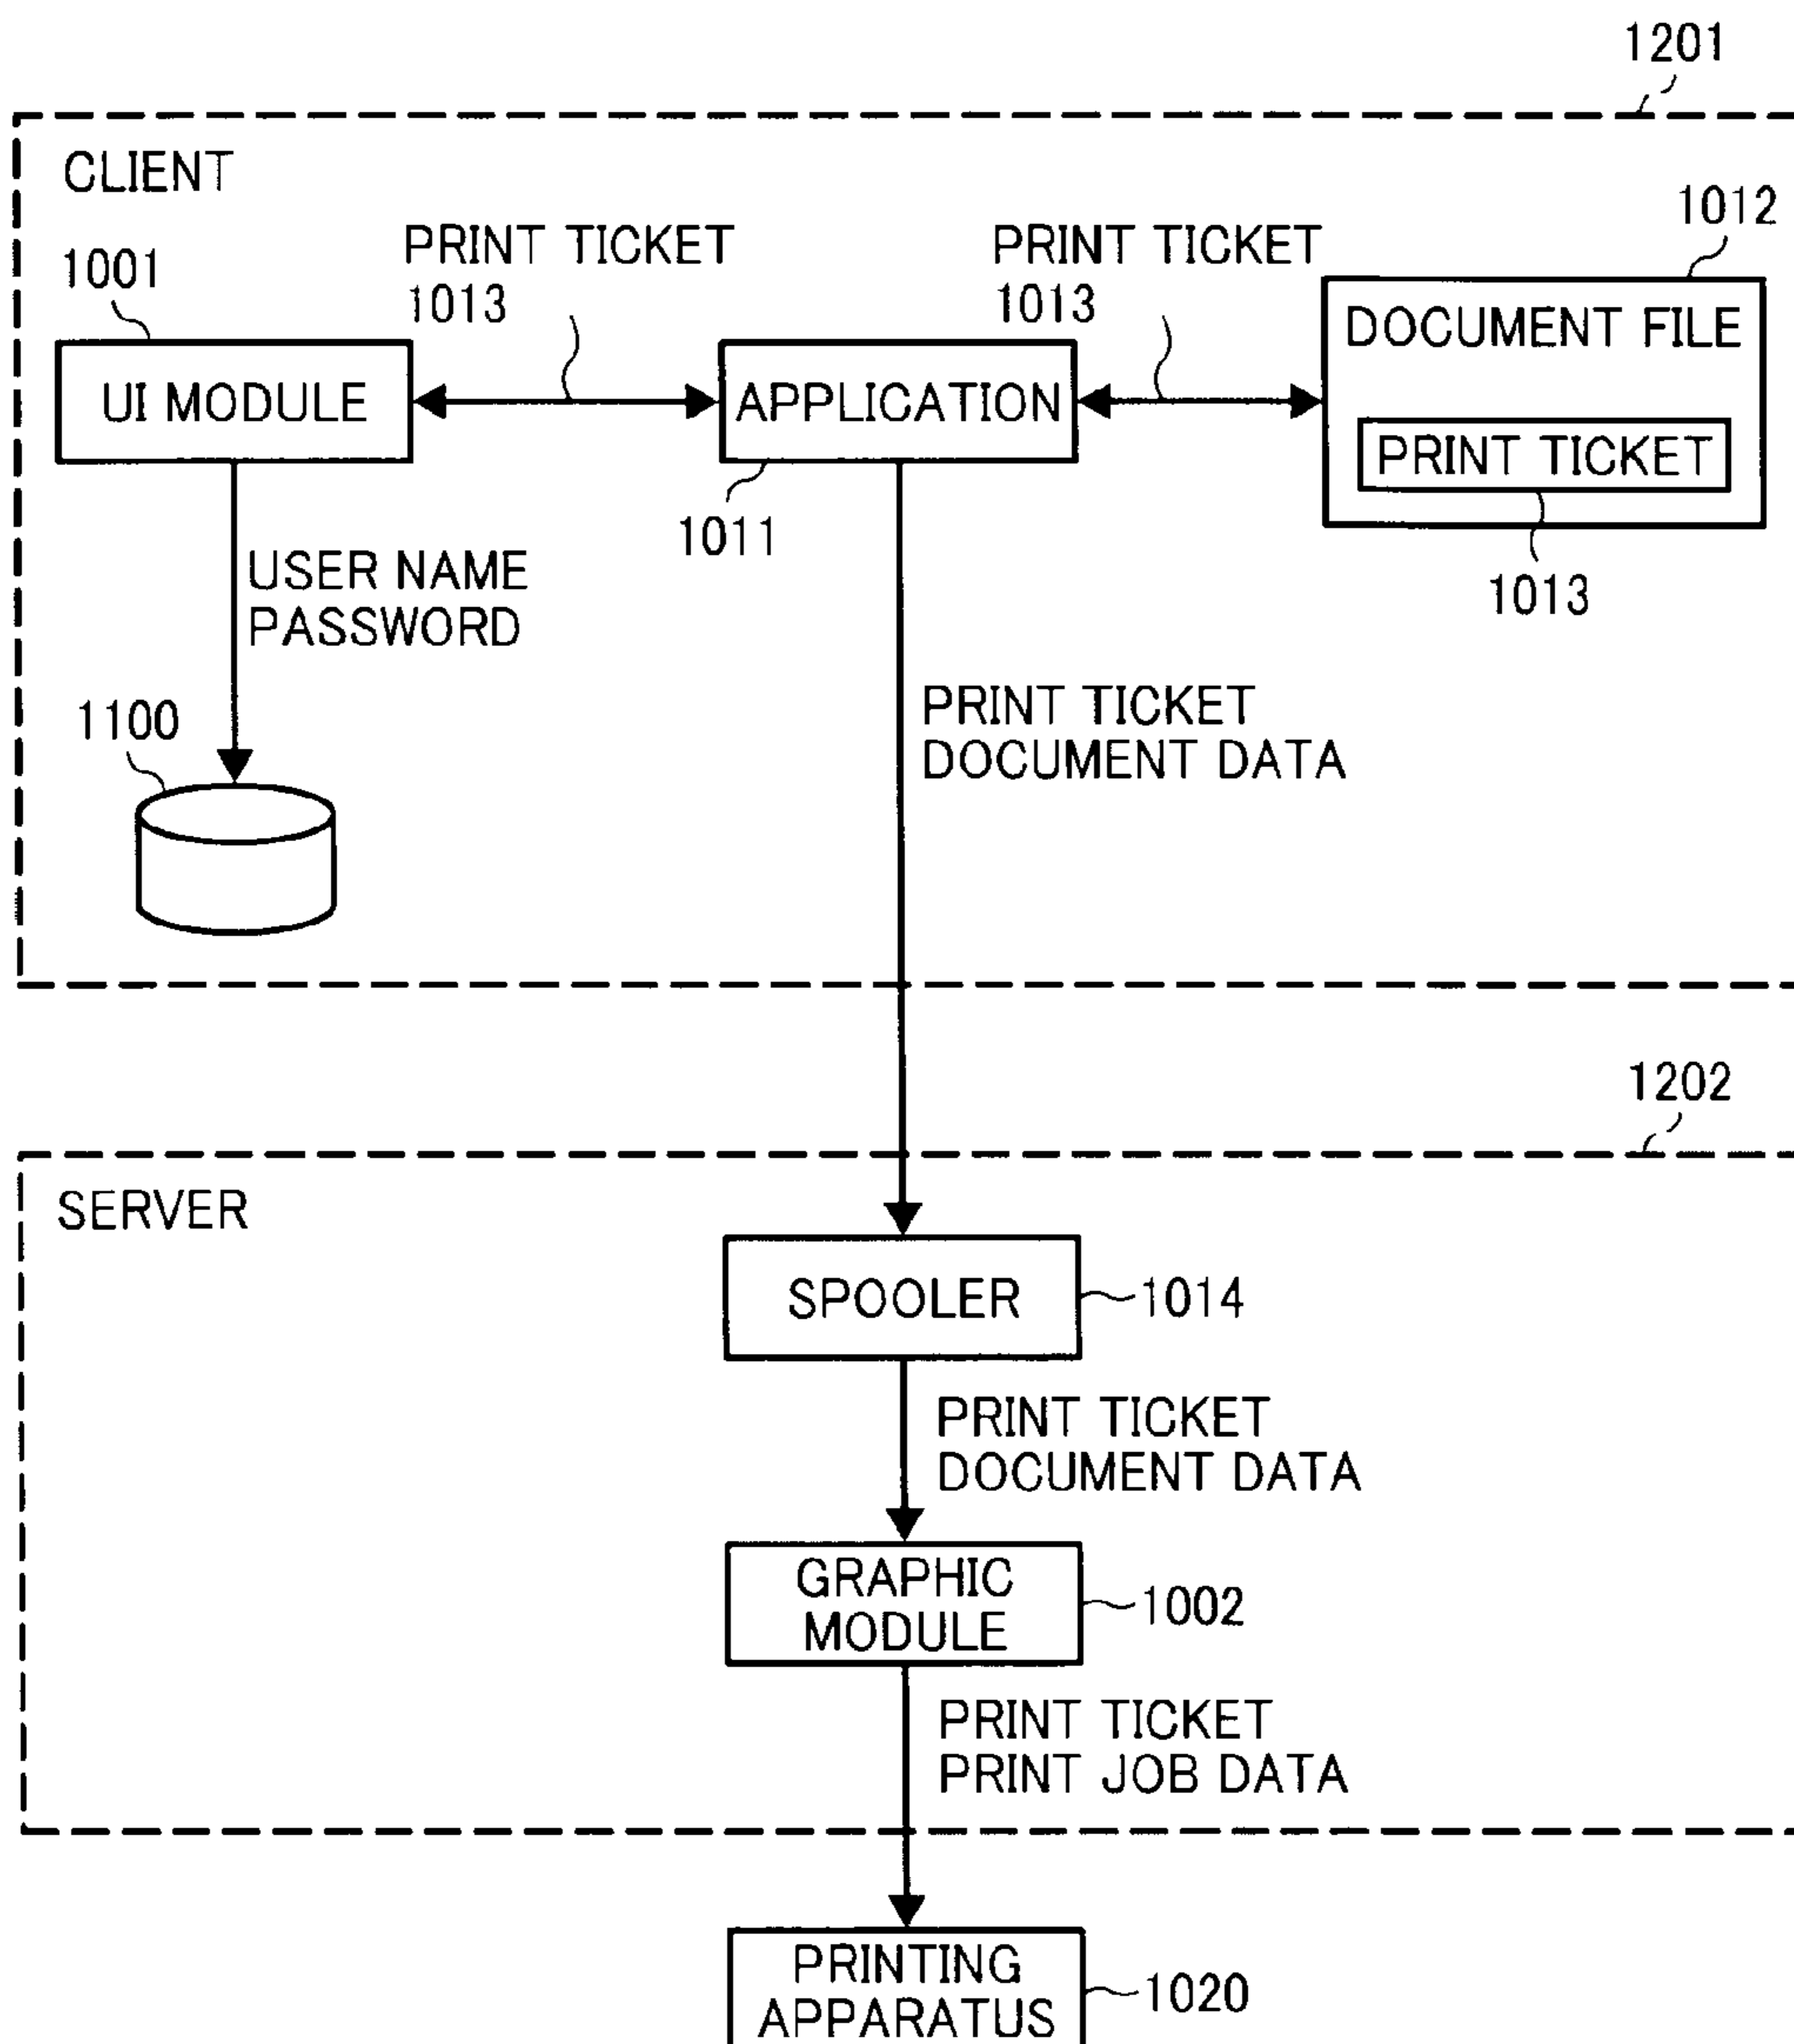 1201
CLIENT
1012
PRINT TICKET
1013
PRINT TICKET
1013
1001
DOCUMENT FILE
UI MODULE
APPLICATION
PRINT TICKET
1011
1013
USER NAME
PASSWORD
1100
PRINT TICKET
DOCUMENT DATA
1202
SERVER
SPOOLER
1014
PRINT TICKET
DOCUMENT DATA
GRAPHIC
MODULE
1002
PRINT TICKET
PRINT JOB DATA
PRINTING
APPARATUS
1020